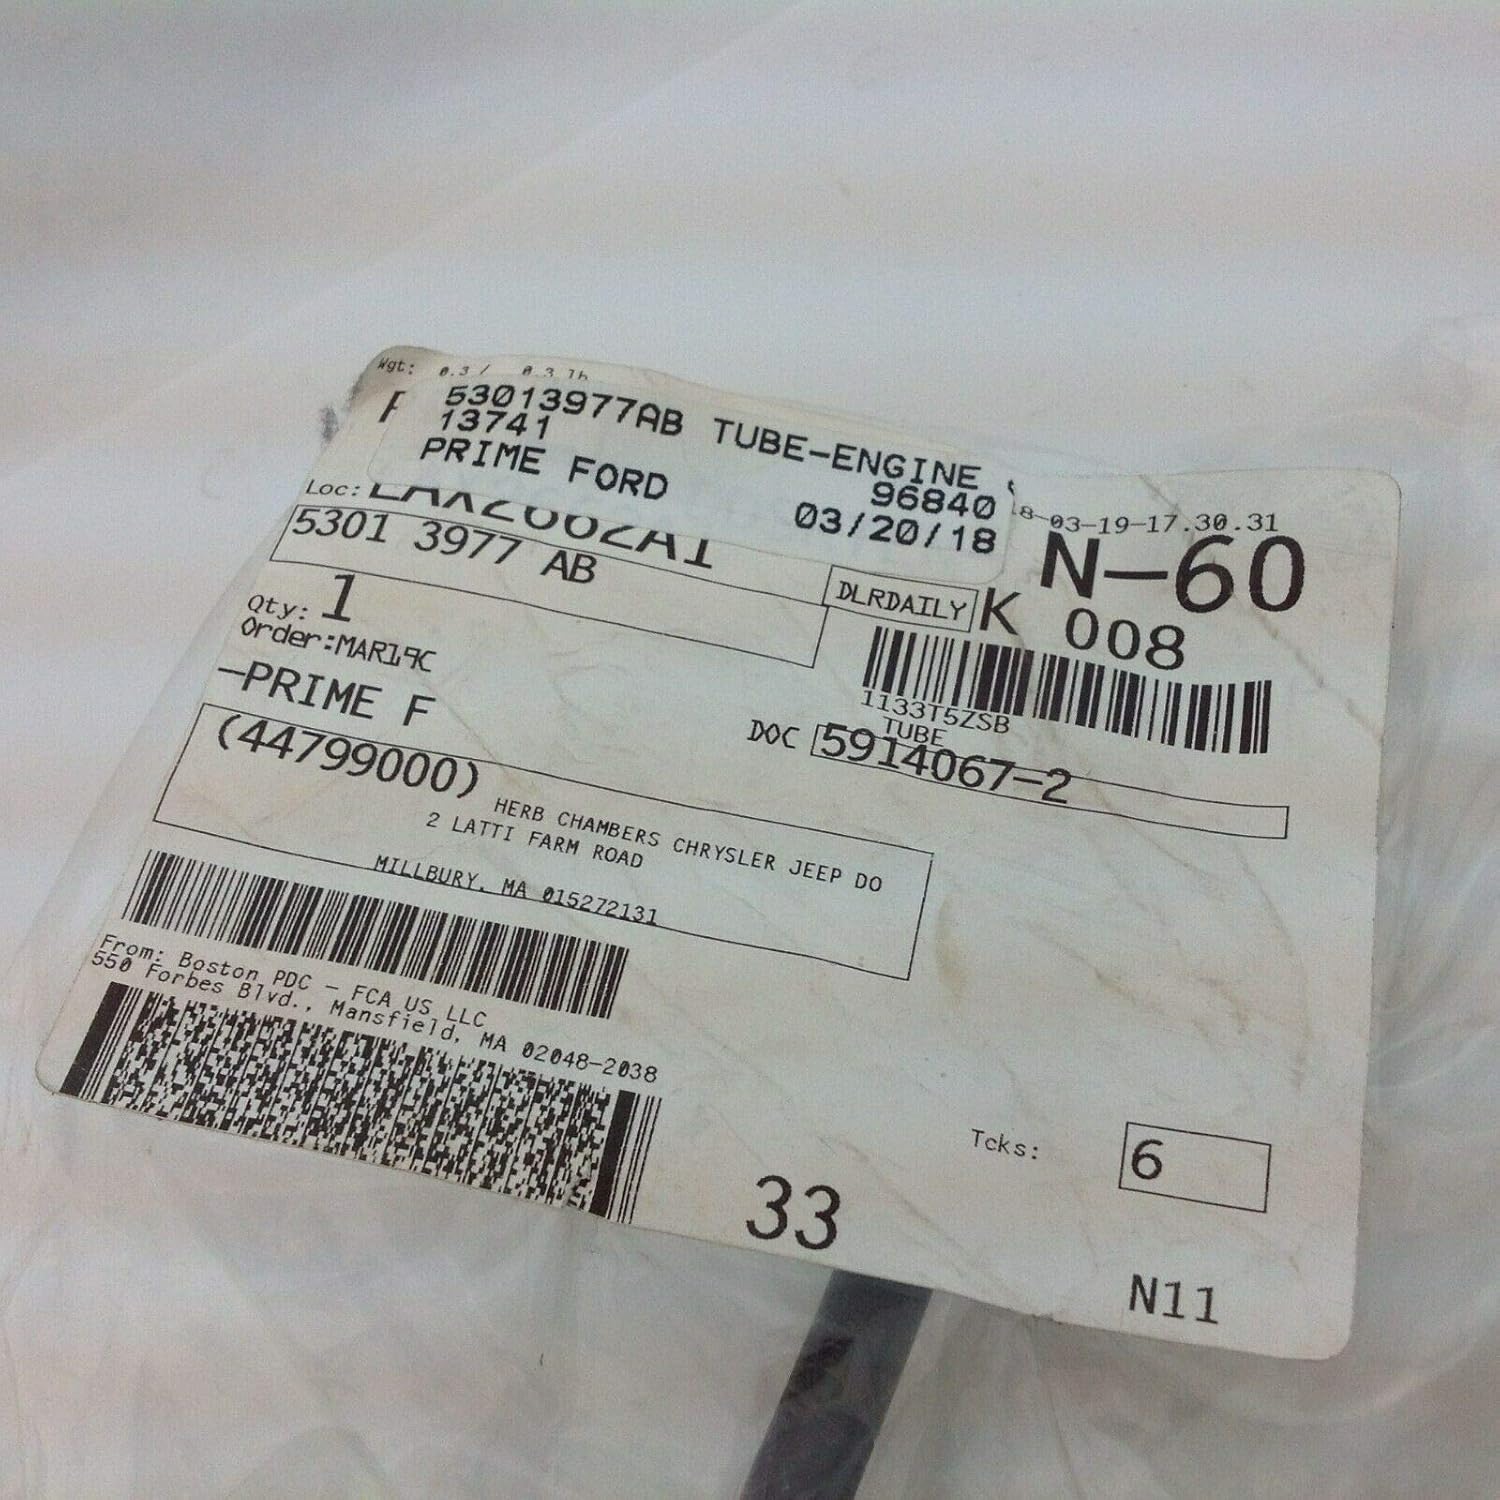 Wgt: 0.3 / 0.3 lb
53013977AB TUBE-ENGINE
13741
PRIME FORD
96840
03/20/18
8-03-19-17.30.31
Loc:
5301 3977 AB
N-60
DLRDAILY
K 008
Qty: 1
Order:MAR19C
1133T5ZSB
TUBE
-PRIME F
DOC 5914067-2
(44799000)
HERB CHAMBERS CHRYSLER JEEP DO
2 LATTI FARM ROAD
MILLBURY, MA 015272131
From: Boston PDC - FCA US LLC
550 Forbes Blvd., Mansfield, MA 02048-2038
Tcks: 6
33
N11